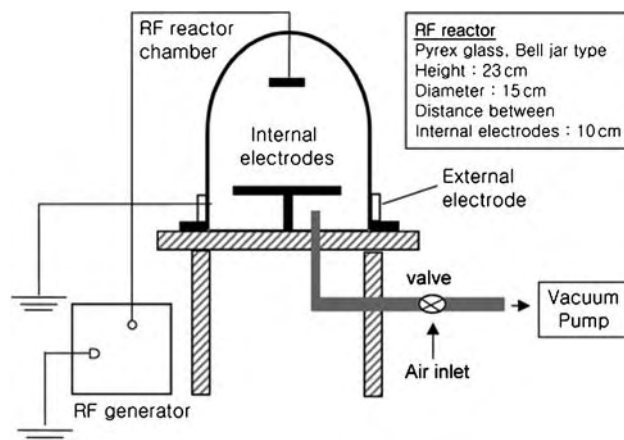 RF reactor
chamber
RF reactor
Pyrex glass, Bell jar type
Height : 23 cm
Diameter : 15 cm
Distance between
Internal electrodes : 10 cm
Internal
electrodes
External
electrode
valve
Vacuum
Pump
Air inlet
RF generator